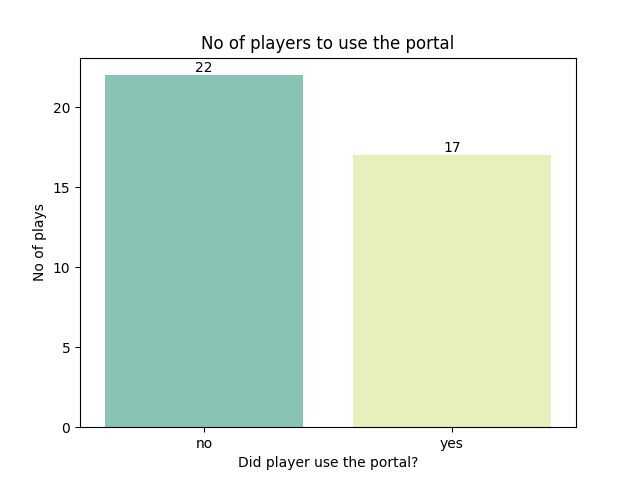 No of players to use the portal
22
17
20
15
10
5
0
No of plays
no
yes
Did player use the portal?